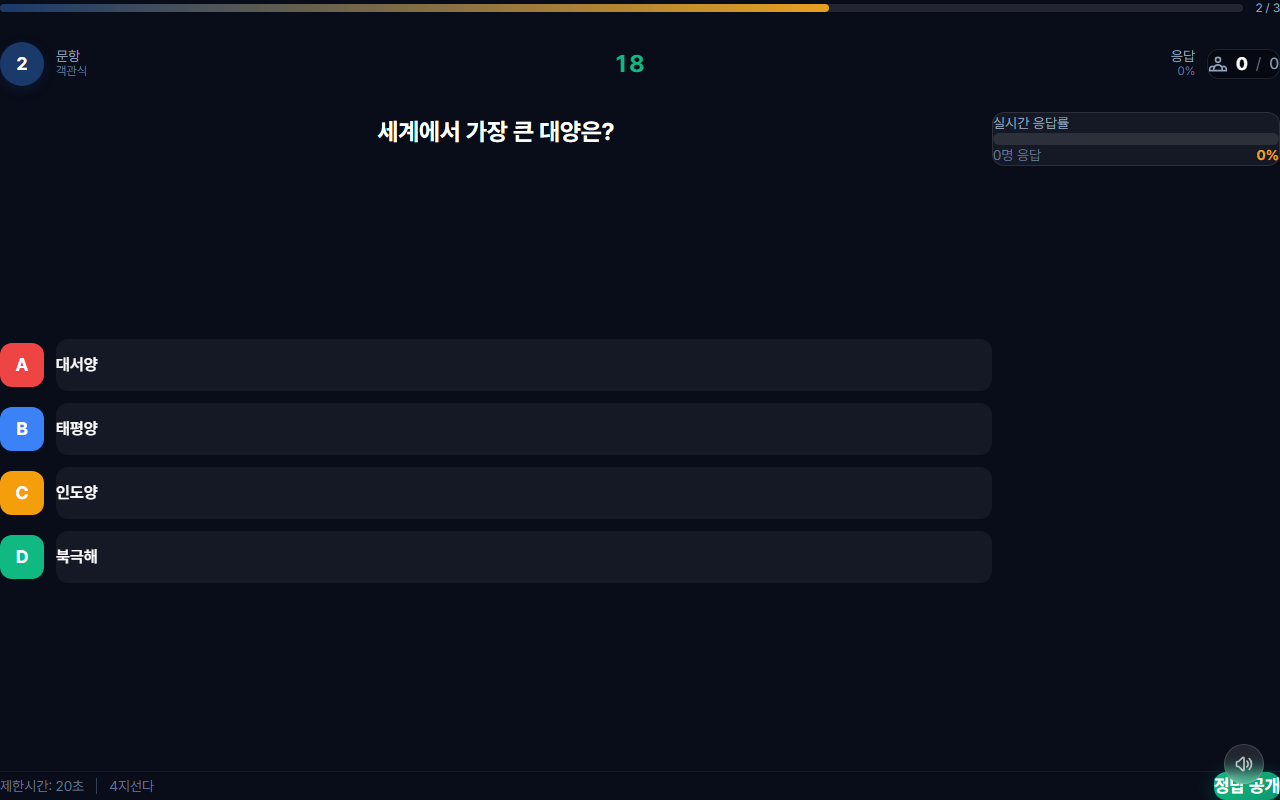 2 / 3
2
문항
객관식
18
응답
0%
0 / 0
세계에서 가장 큰 대양은?
실시간 응답률
0명 응답
0%
A
대서양
B
태평양
C
인도양
D
북극해
제한시간: 20초
4지선다
정답 공개